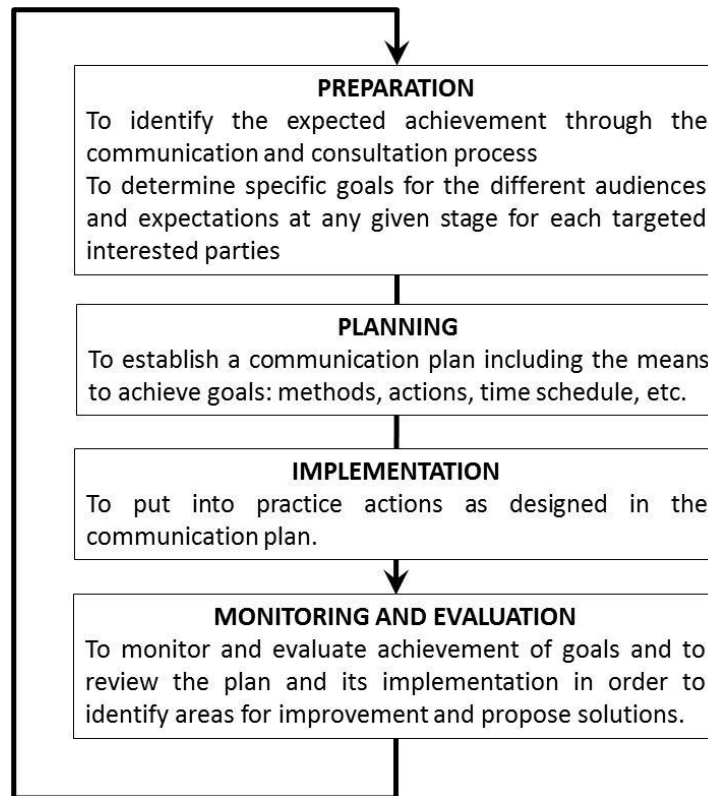 PREPARATION
To identify the expected achievement through the
communication and consultation process
To determine specific goals for the different audiences
and expectations at any given stage for each targeted
interested parties
PLANNING
To establish a communication plan including the means
to achieve goals: methods, actions, time schedule, etc.
IMPLEMENTATION
To put into practice actions as designed in the
communication plan.
MONITORING AND EVALUATION
To monitor and evaluate achievement of goals and to
review the plan and its implementation in order to
identify areas for improvement and propose solutions.